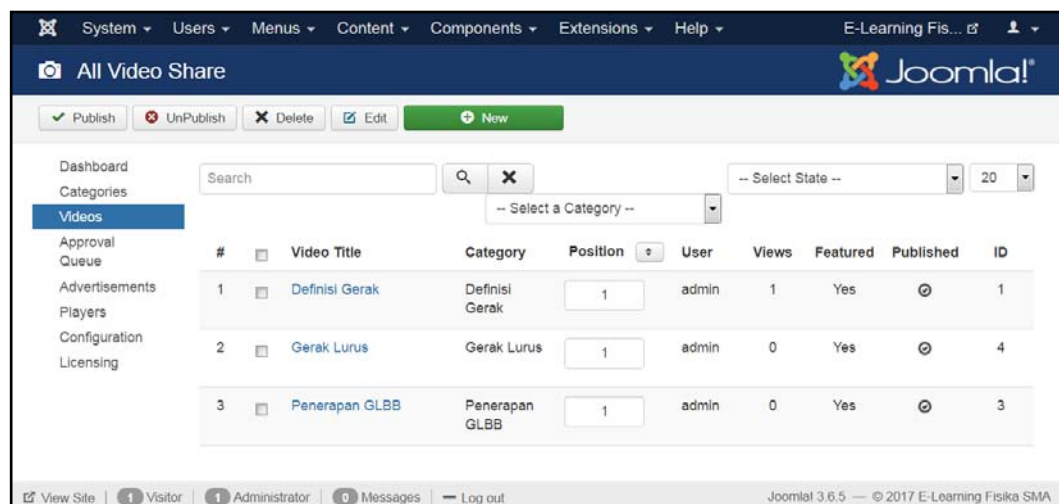 System Users Menus Content Components Extensions Help E-Learning Fis...
All Video Share Joomla!®
Publish UnPublish Delete Edit New
Dashboard
Categories
Videos
Approval
Queue
Advertisements
Players
Configuration
Licensing
Search -- Select State -- 20
-- Select a Category --
# Video Title Category Position User Views Featured Published ID
1 Definisi Gerak Definisi 1 admin 1 Yes 1
Gerak
2 Gerak Lurus Gerak Lurus 1 admin 0 Yes 4
3 Penerapan GLBB Penerapan 1 admin 0 Yes 3
GLBB
View Site 1 Visitor 1 Administrator 0 Messages Log out Joomla! 3.6.5 — © 2017 E-Learning Fisika SMA